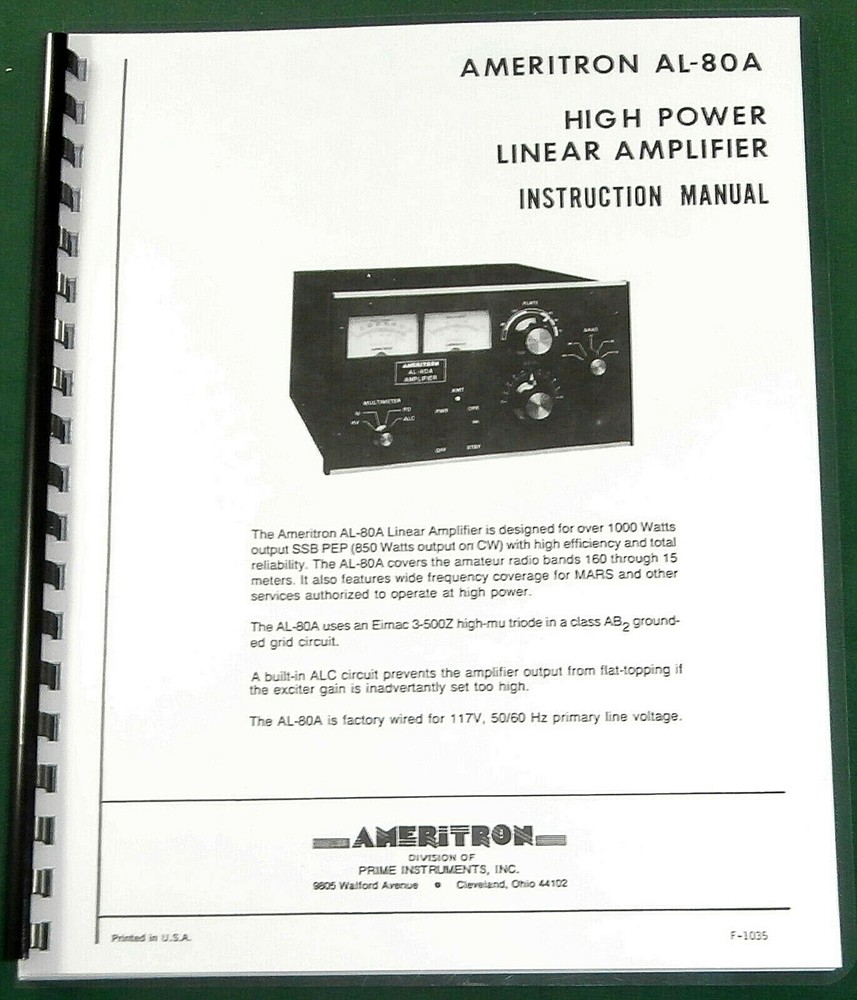 AMERITRON AL-80A
HIGH POWER
LINEAR AMPLIFIER
INSTRUCTION MANUAL
PLATE
BAND
AMERITRON
AL-80A
AMPLIFIER
XMT
MULTIMETER
ALC
OFF
STBY
The Ameritron AL-80A Linear Amplifier is designed for over 1000 Watts
output SSB PEP (850 Watts output on CW) with high efficiency and total
reliability. The AL-80A covers the amateur radio bands 160 through 15
meters. It also features wide frequency coverage for MARS and other
services authorized to operate at high power.
The AL-80A uses an Eimac 3-500Z high-mu triode in a class AB2 ground-
ed grid circuit.
A built-in ALC circuit prevents the amplifier output from flat-topping if
the exciter gain is inadvertantly set too high.
The AL-80A is factory wired for 117V, 50/60 Hz primary line voltage.
AMERITRON
DIVISION OF
PRIME INSTRUMENTS, INC.
9805 Walford Avenue • Cleveland, Ohio 44102
Printed in U.S.A.
F-1035